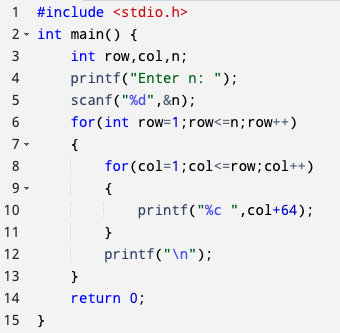 1 #include <stdio.h>
2 int main() {
3     int row,col,n;
4     printf("Enter n: ");
5     scanf("%d",&n);
6     for(int row=1;row<=n;row++)
7     {
8         for(col=1;col<=row;col++)
9         {
10             printf("%c ",col+64);
11         }
12         printf("\n");
13     }
14     return 0;
15 }